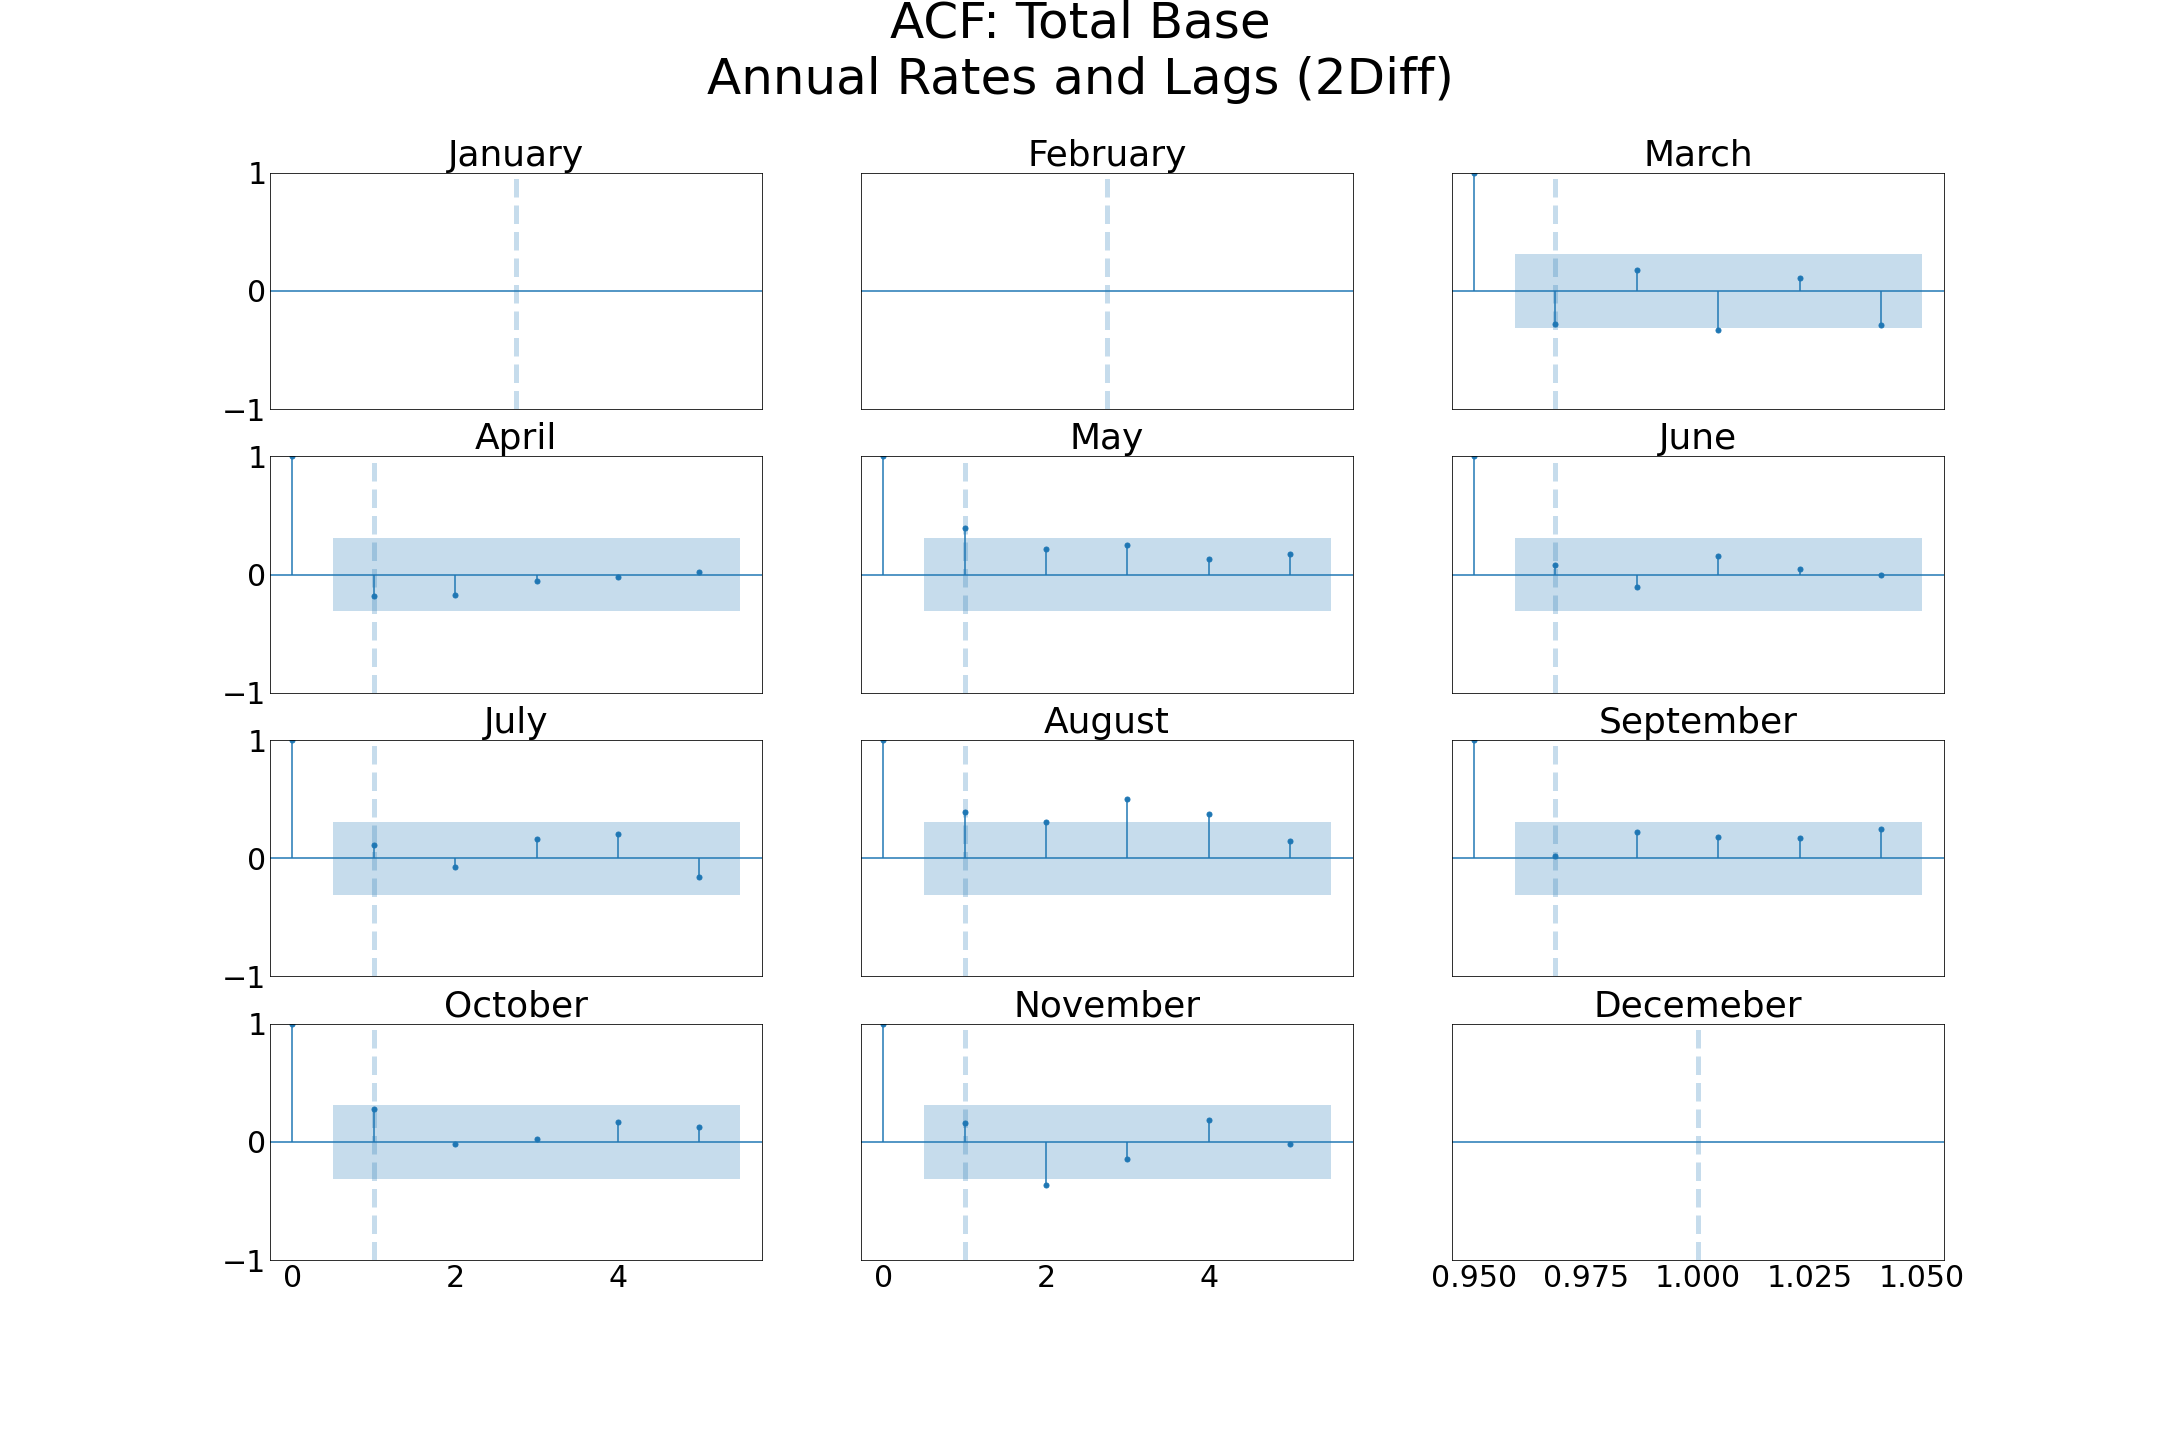 ACF: Total Base
Annual Rates and Lags (2Diff)
January
February
March
1
0
−1
April
May
June
1
0
−1
July
August
September
1
0
−1
October
November
Decemeber
1
0
−1
0 2 4
0 2 4
0.950 0.975 1.000 1.025 1.050